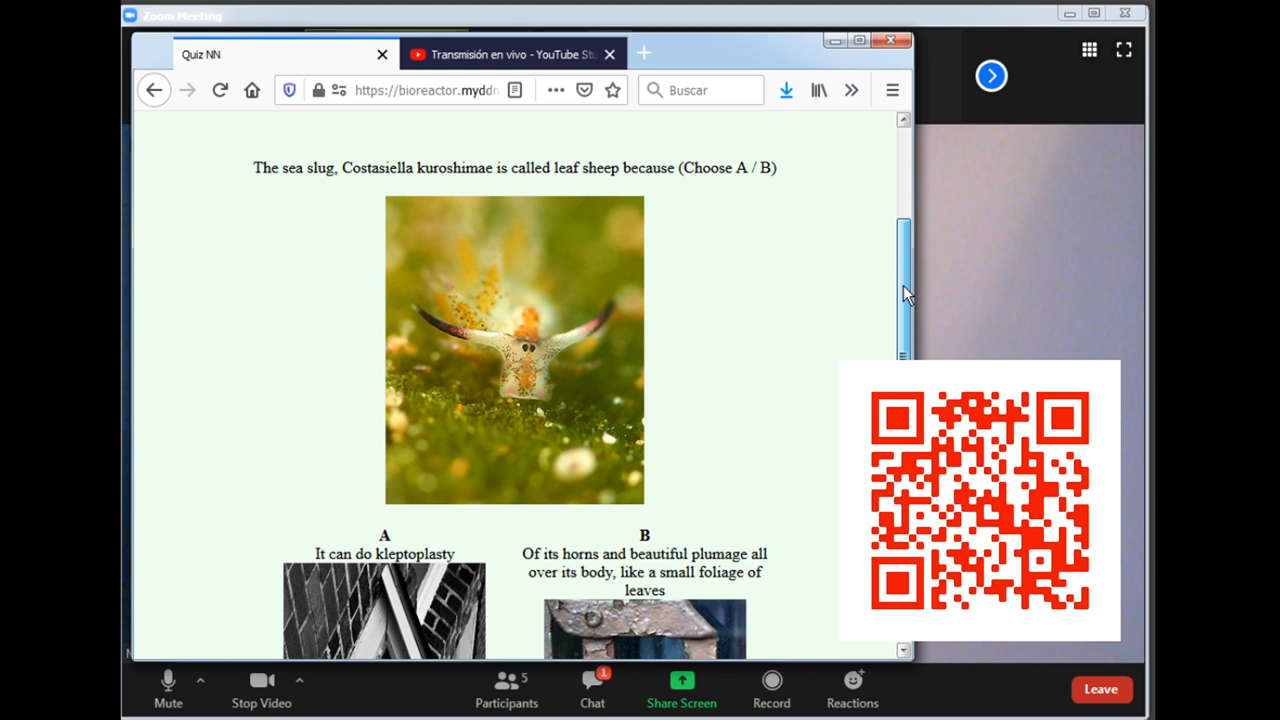 Zoom Meeting
Quiz NN
Transmisión en vivo - YouTube Stu
https://bioreactor.myddn
Buscar
The sea slug, Costasiella kuroshimae is called leaf sheep because (Choose A / B)
A
It can do kleptoplasty
B
Of its horns and beautiful plumage all
over its body, like a small foliage of
leaves
Mute
Stop Video
5
Participants
1
Chat
Share Screen
Record
Reactions
Leave